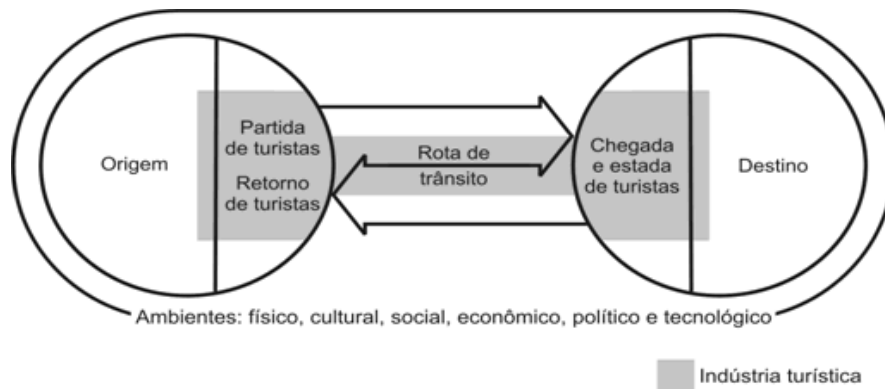 Origem
Partida
de turistas
Retorno
de turistas
Rota de
trânsito
Chegada
e estada
de turistas
Destino
Ambientes: físico, cultural, social, econômico, político e tecnológico
Indústria turística